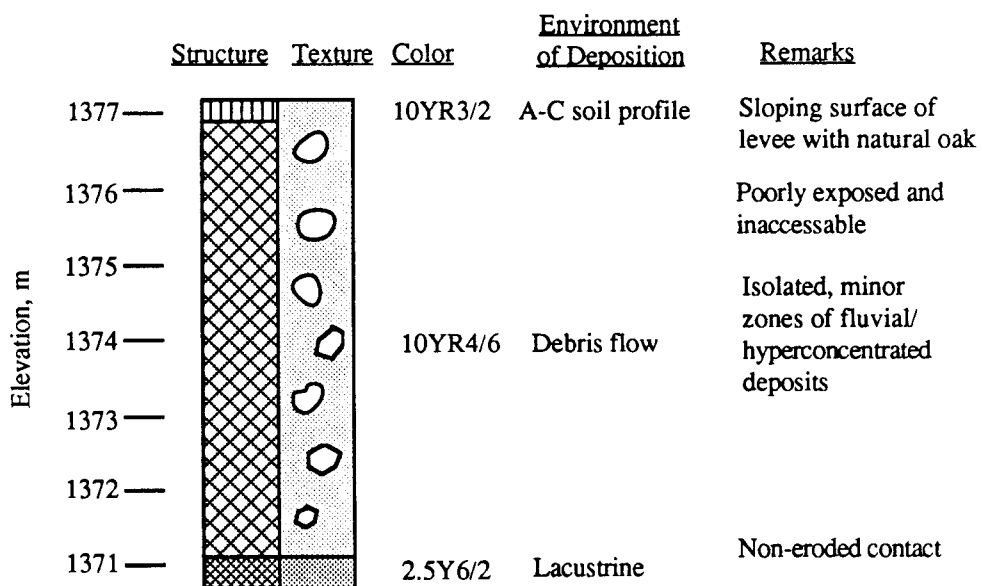 Environment
Structure Texture Color of Deposition Remarks
1377 10YR3/2 A-C soil profile Sloping surface of
levee with natural oak
1376 Poorly exposed and
inaccessable
1375
Isolated, minor
zones of fluvial/
1374 10YR4/6 Debris flow hyperconcentrated
deposits
Elevation, m
1373
1372
Non-eroded contact
1371 2.5Y6/2 Lacustrine